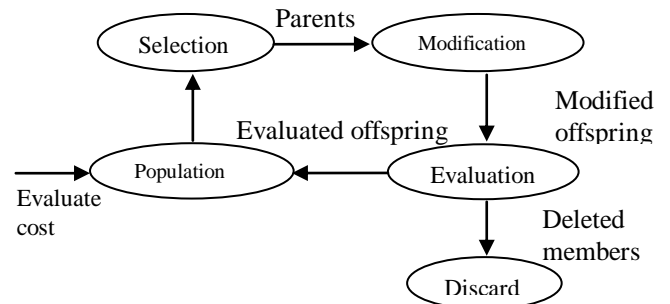 Parents
Selection
Modification
Modified
offspring
Evaluated offspring
Population
Evaluation
Evaluate
cost
Deleted
members
Discard